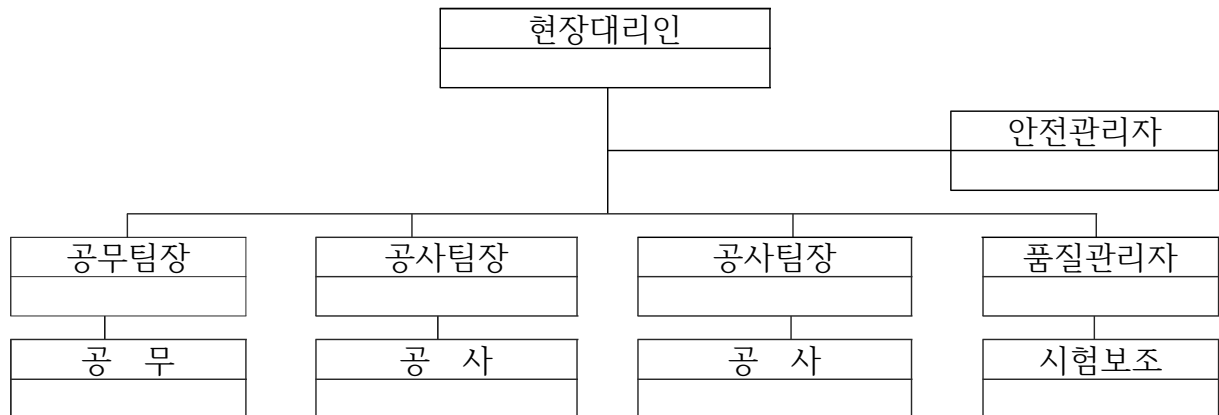 현장대리인
안전관리자
공무팀장
공사팀장
공사팀장
품질관리자
공 무
공 사
공 사
시험보조